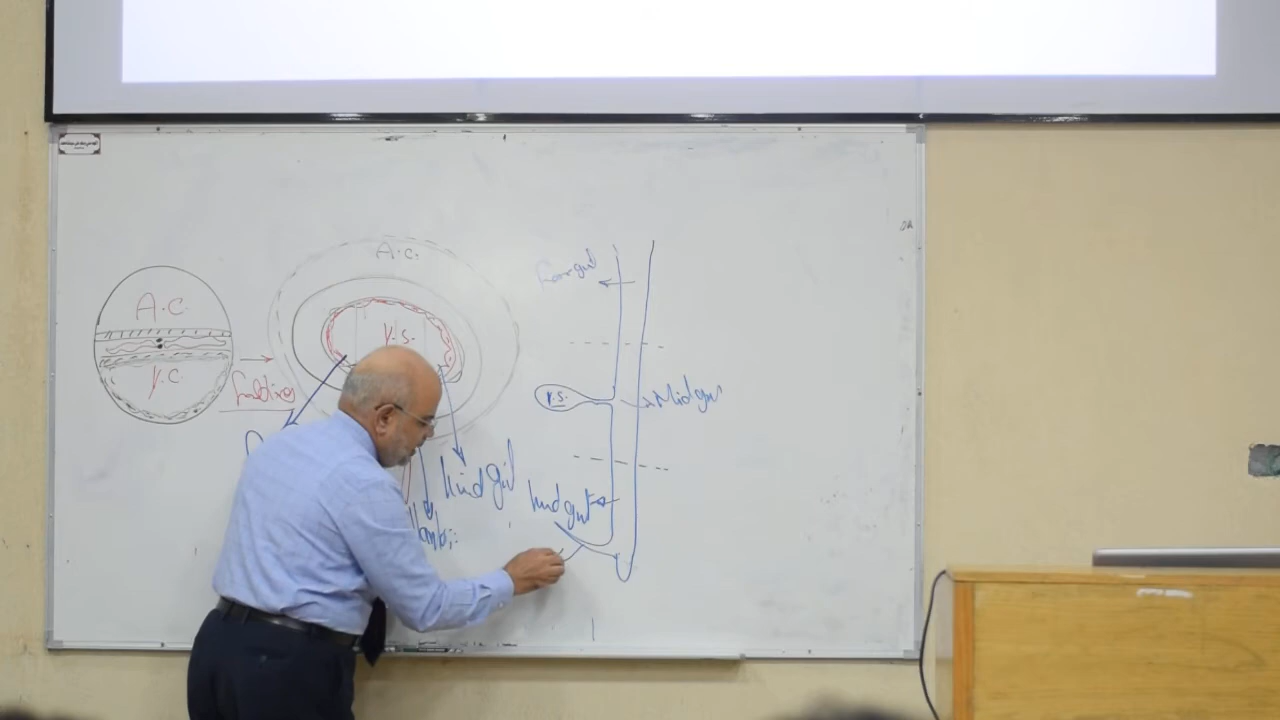 A.C.
A.C.
Y.C
Y.S.
folding
foregut
Y.S.
Midgut
hindgut
hindgut